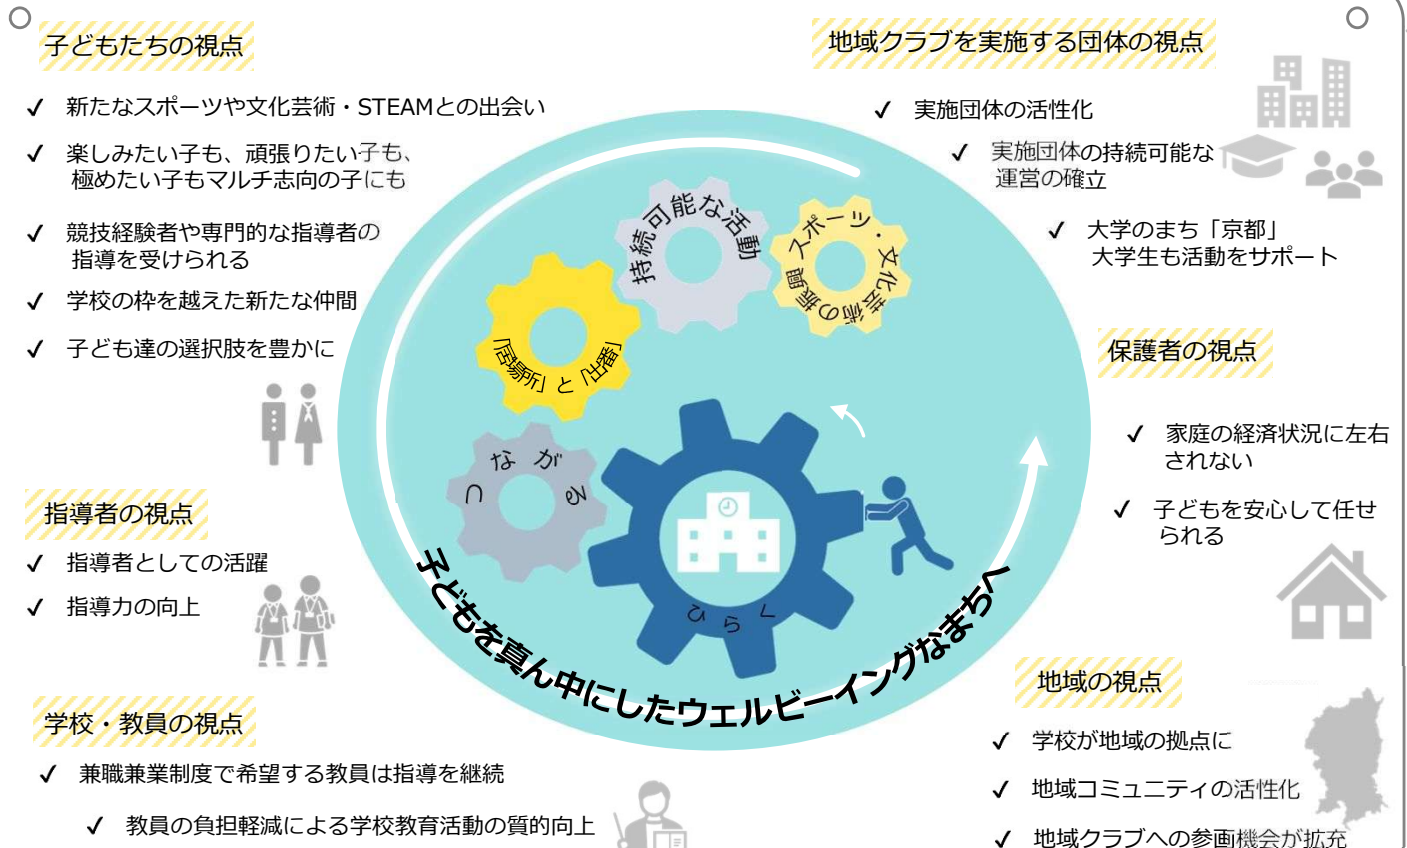 子どもたちの視点
✓ 新たなスポーツや文化芸術・STEAMとの出会い
✓ 楽しみたい子も、頑張りたい子も、
極めたい子もマルチ志向の子にも
✓ 競技経験者や専門的な指導者の
指導を受けられる
✓ 学校の枠を越えた新たな仲間
✓ 子ども達の選択肢を豊かに
指導者の視点
✓ 指導者としての活躍
✓ 指導力の向上
学校・教員の視点
✓ 兼職兼業制度で希望する教員は指導を継続
✓ 教員の負担軽減による学校教育活動の質的向上
持続可能な活動
スポーツ・文化芸術の振興
「居場所」と「出番」
つながる
ひらく
子どもを真ん中にしたウェルビーイングなまちへ
地域クラブを実施する団体の視点
✓ 実施団体の活性化
✓ 実施団体の持続可能な
運営の確立
✓ 大学のまち「京都」
大学生も活動をサポート
保護者の視点
✓ 家庭の経済状況に左右
されない
✓ 子どもを安心して任せ
られる
地域の視点
✓ 学校が地域の拠点に
✓ 地域コミュニティの活性化
✓ 地域クラブへの参画機会が拡充